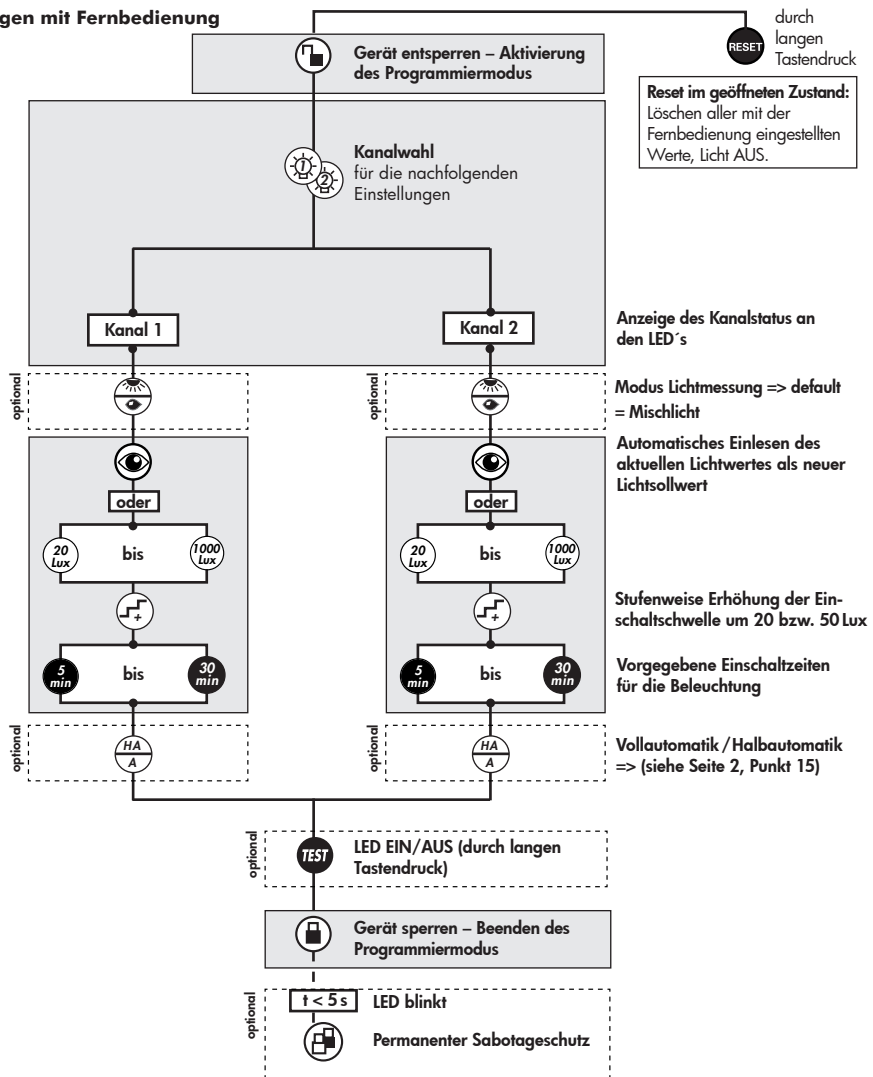 gen mit Fernbedienung
durch
langen
Tastendruck
RESET
Gerät entsperren – Aktivierung
des Programmiermodus
Reset im geöffneten Zustand:
Löschen aller mit der
Fernbedienung eingestellten
Werte, Licht AUS.
1
2
Kanalwahl
für die nachfolgenden
Einstellungen
Kanal 1
Kanal 2
Anzeige des Kanalstatus an
den LED´s
optional
optional
Modus Lichtmessung => default
= Mischlicht
Automatisches Einlesen des
aktuellen Lichtwertes als neuer
Lichtsollwert
oder
oder
20
Lux
bis
1000
Lux
20
Lux
bis
1000
Lux
+
+
Stufenweise Erhöhung der Ein-
schaltschwelle um 20 bzw. 50 Lux
5
min
bis
30
min
5
min
bis
30
min
Vorgegebene Einschaltzeiten
für die Beleuchtung
optional
HA
A
optional
HA
A
Vollautomatik / Halbautomatik
=> (siehe Seite 2, Punkt 15)
optional
TEST
LED EIN/AUS (durch langen
Tastendruck)
Gerät sperren – Beenden des
Programmiermodus
optional
t < 5 s
LED blinkt
Permanenter Sabotageschutz